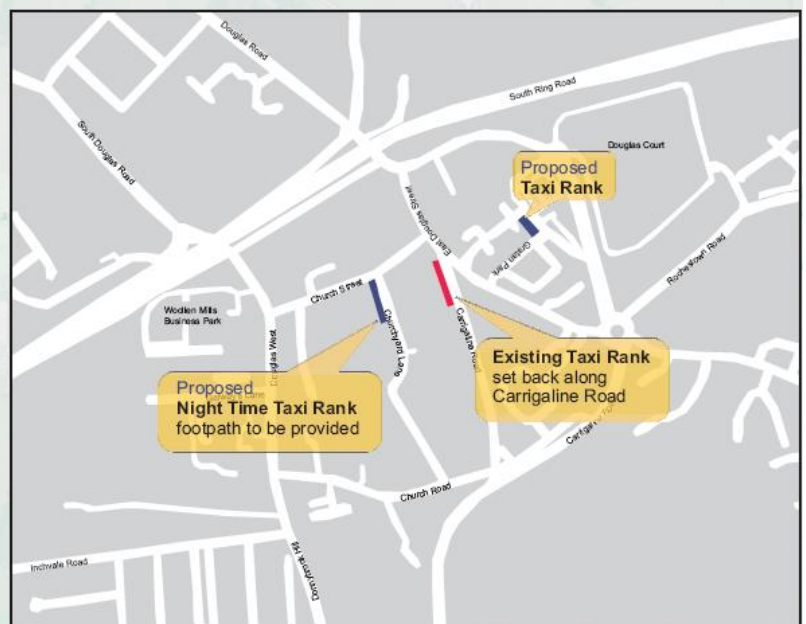 Douglas Road
South Ring Road
South Douglas Road
Douglas Court
Proposed
Taxi Rank
East Douglas Street
Gratan Park
Rochestown Road
Church Street
Woollen Mills
Business Park
Douglas West
Churchyard Lane
Carrigaline Road
Existing Taxi Rank
set back along
Carrigaline Road
Proposed
Night Time Taxi Rank
footpath to be provided
Church Road
Inchvale Road
Donnybrook Hill